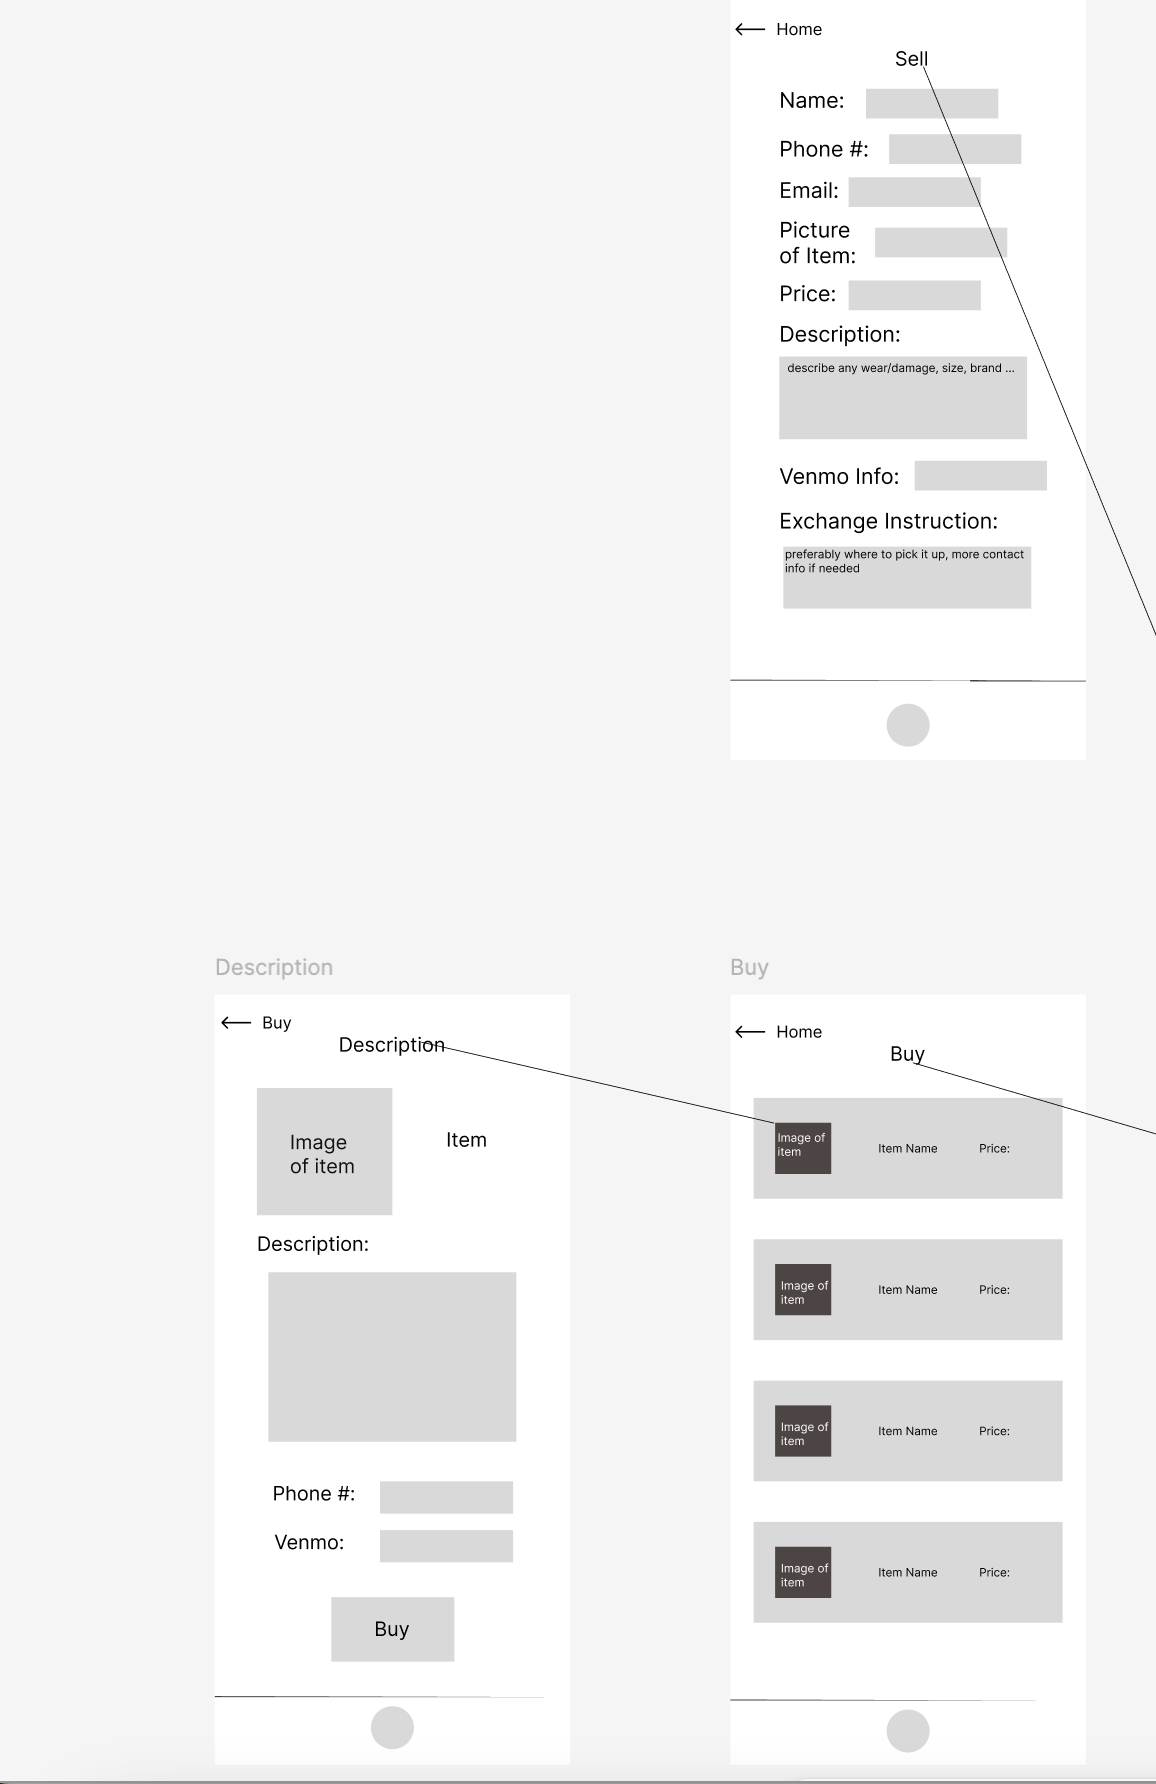 Home
Sell
Name:
Phone #:
Email:
Picture
of Item:
Price:
Description:
describe any wear/damage, size, brand ...
Venmo Info:
Exchange Instruction:
preferably where to pick it up, more contact
info if needed
Description
Buy
Description
Image
of item
Item
Description:
Phone #:
Venmo:
Buy
Buy
Home
Buy
Image of
item
Item Name
Price:
Image of
item
Item Name
Price:
Image of
item
Item Name
Price:
Image of
item
Item Name
Price: